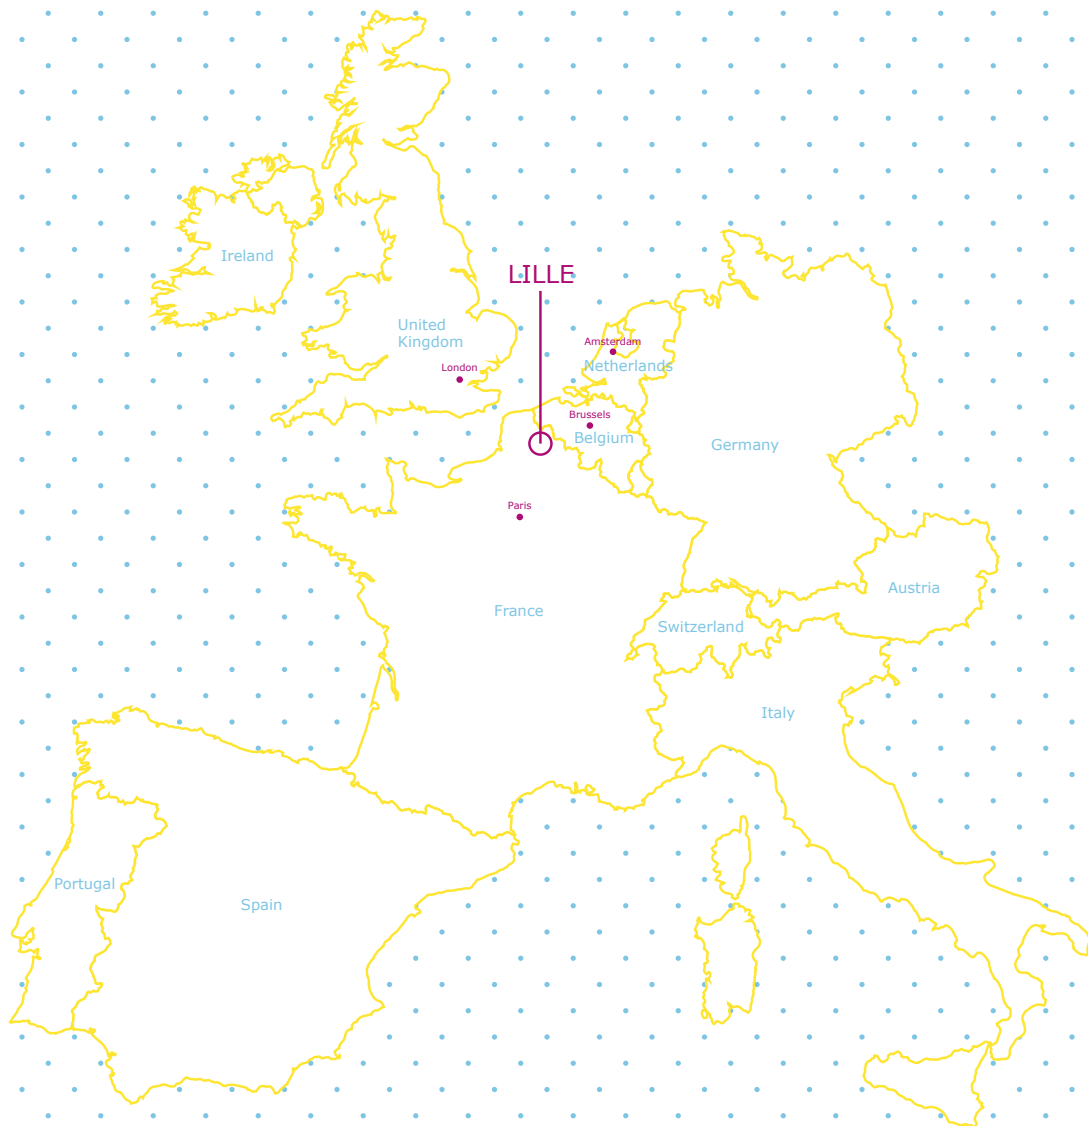 Ireland
LILLE
United
Kingdom
Amsterdam
London
Netherlands
Brussels
Belgium
Germany
Paris
Austria
France
Switzerland
Italy
Portugal
Spain